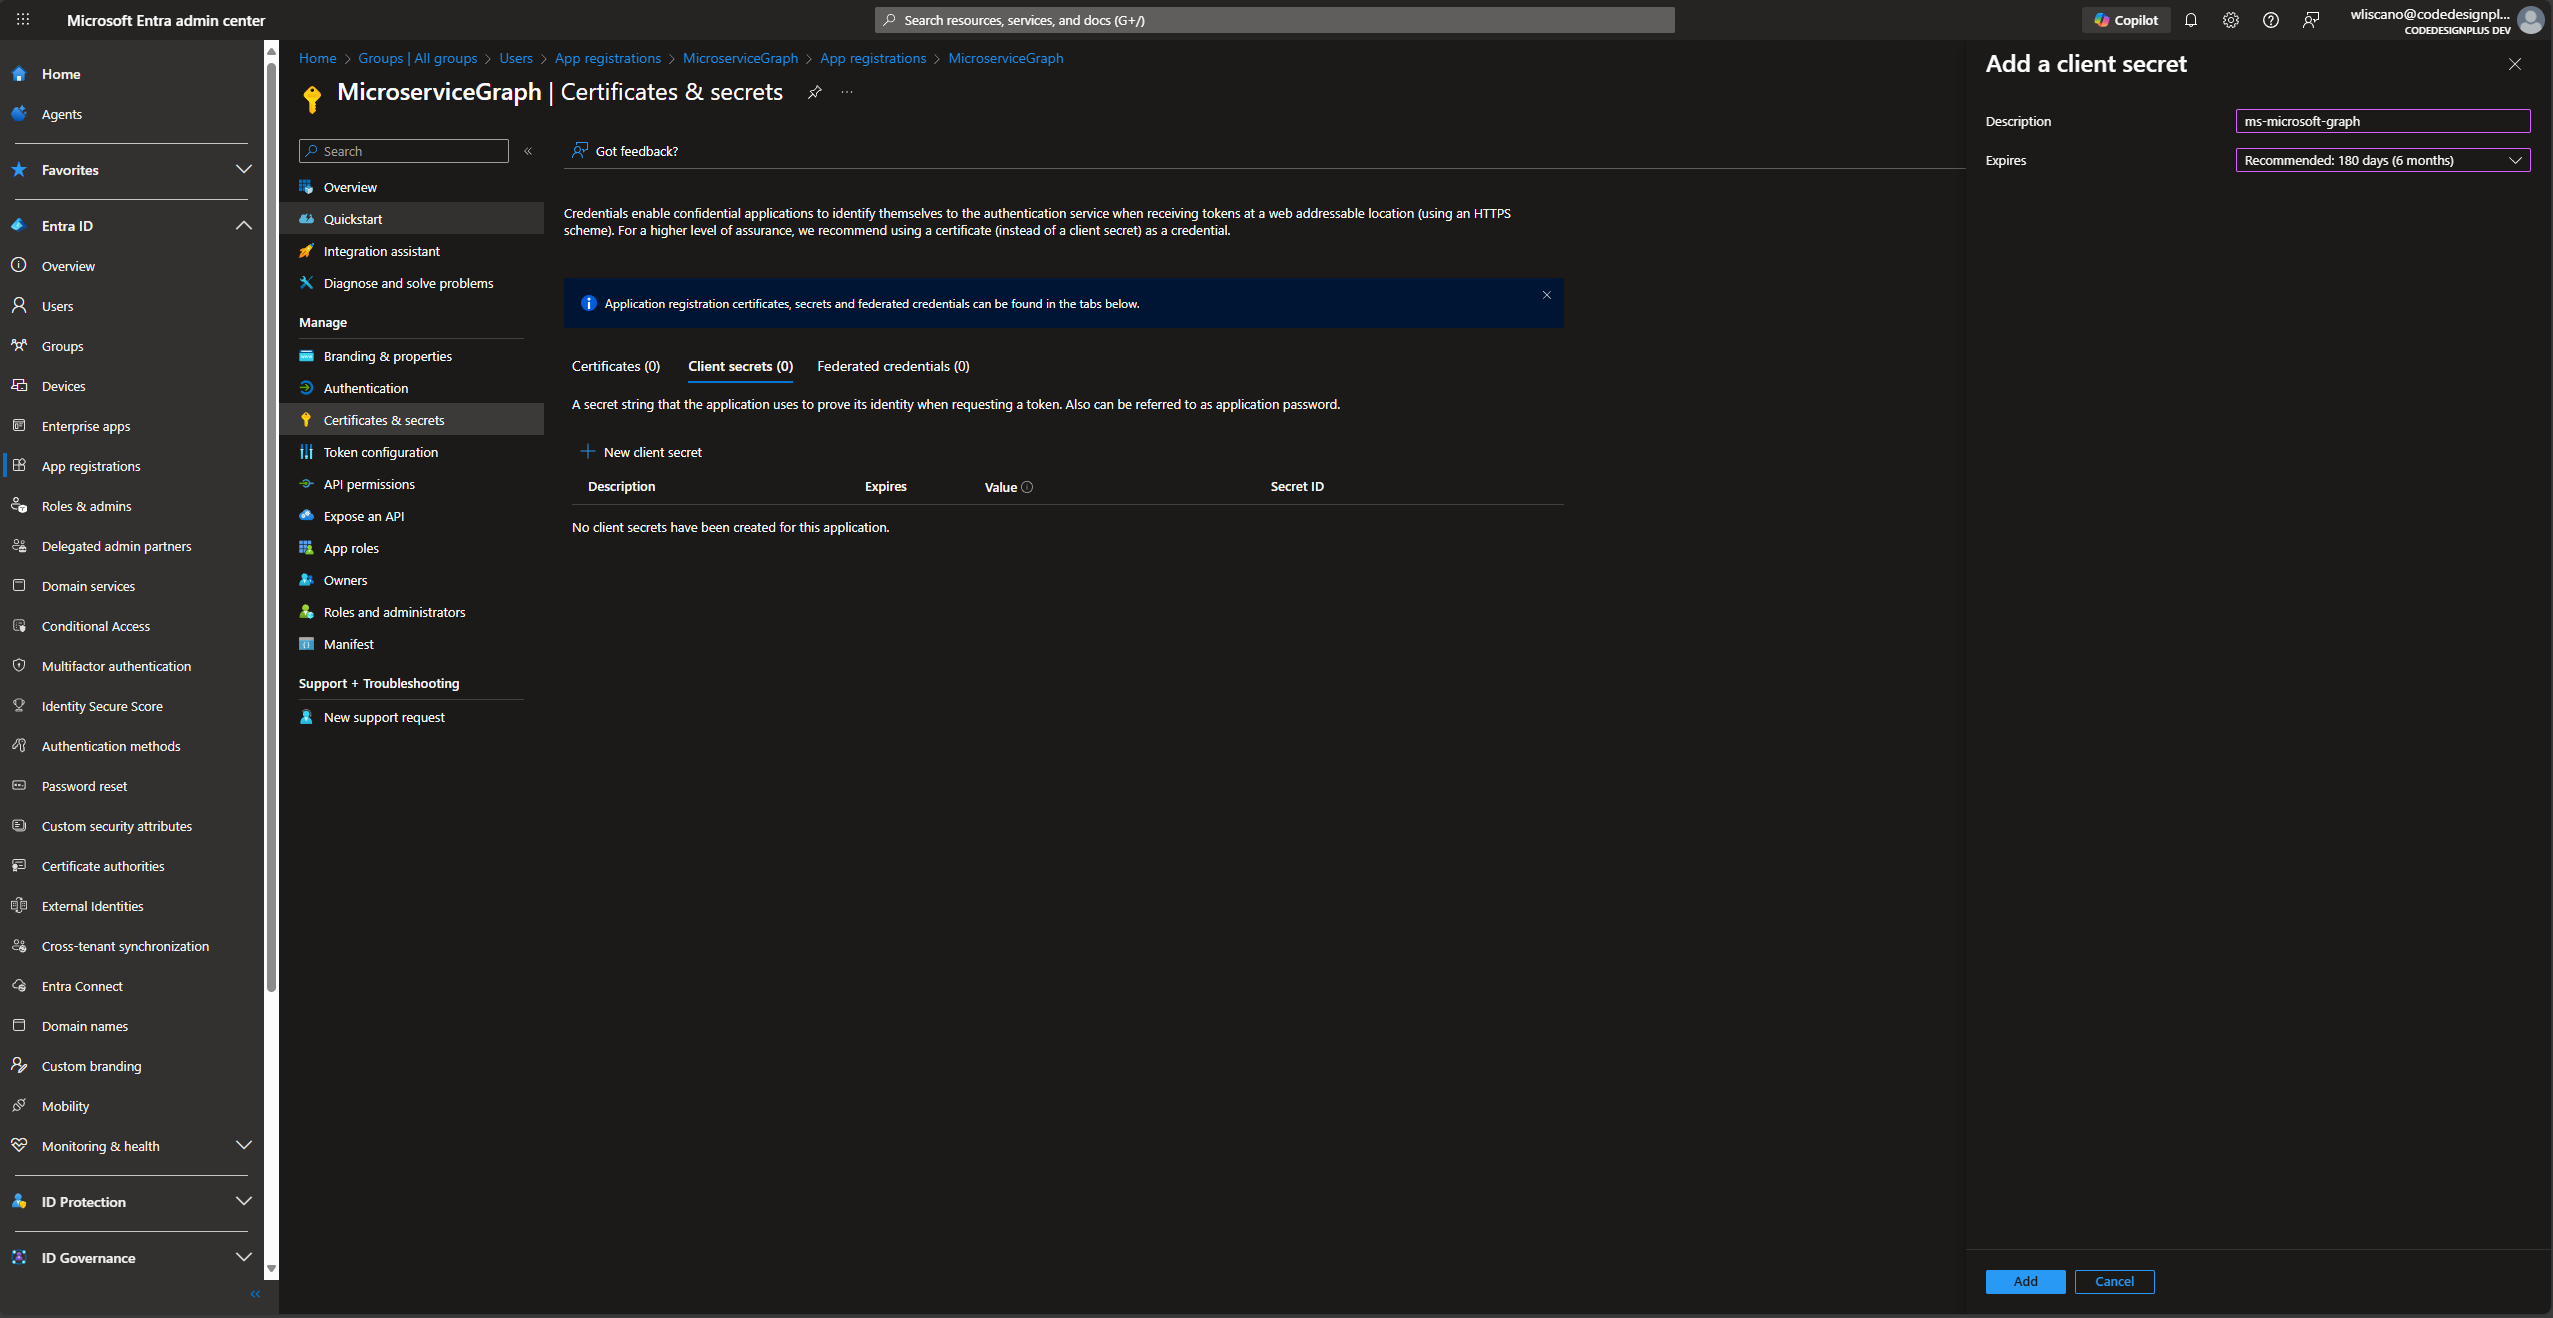 Microsoft Entra admin center
Search resources, services, and docs (G+/)
Copilot
wliscano@codedesignpl...
CODEDESIGNPLUS DEV
Home
Agents
Favorites
Entra ID
Overview
Users
Groups
Devices
Enterprise apps
App registrations
Roles & admins
Delegated admin partners
Domain services
Conditional Access
Multifactor authentication
Identity Secure Score
Authentication methods
Password reset
Custom security attributes
Certificate authorities
External Identities
Cross-tenant synchronization
Entra Connect
Domain names
Custom branding
Mobility
Monitoring & health
ID Protection
ID Governance
Home > Groups | All groups > Users > App registrations > MicroserviceGraph > App registrations > MicroserviceGraph
MicroserviceGraph | Certificates & secrets
Search
Overview
Quickstart
Integration assistant
Diagnose and solve problems
Manage
Branding & properties
Authentication
Certificates & secrets
Token configuration
API permissions
Expose an API
App roles
Owners
Roles and administrators
Manifest
Support + Troubleshooting
New support request
Got feedback?
Credentials enable confidential applications to identify themselves to the authentication service when receiving tokens at a web addressable location (using an HTTPS
scheme). For a higher level of assurance, we recommend using a certificate (instead of a client secret) as a credential.
Application registration certificates, secrets and federated credentials can be found in the tabs below.
Certificates (0) Client secrets (0) Federated credentials (0)
A secret string that the application uses to prove its identity when requesting a token. Also can be referred to as application password.
New client secret
Description Expires Value Secret ID
No client secrets have been created for this application.
Add a client secret
Description ms-microsoft-graph
Expires Recommended: 180 days (6 months)
Add Cancel